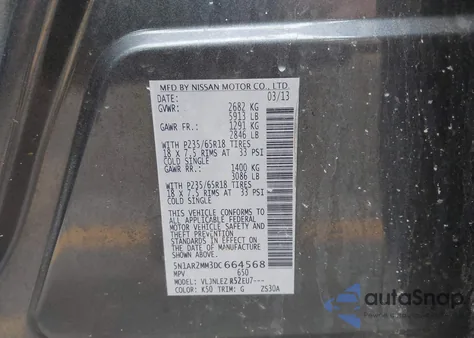 MFD BY NISSAN MOTOR CO., LTD.
DATE: 03/13
GVWR: 2682 KG
5913 LB
GAWR FR.: 1291 KG
2846 LB
WITH P235/65R18 TIRES
18 X 7.5 RIMS AT 33 PSI
COLD SINGLE
GAWR RR.: 1400 KG
3086 LB
WITH P235/65R18 TIRES
18 X 7.5 RIMS AT 33 PSI
COLD SINGLE
THIS VEHICLE CONFORMS TO
ALL APPLICABLE FEDERAL
MOTOR VEHICLE SAFETY
STANDARDS IN EFFECT ON
THE DATE OF MANUFACTURE
SHOWN ABOVE.
5N1AR2MM3DC664568
MPV 650
MODEL: R52EU7---
COLOR: K50 TRIM: G 2S30A
AutoSnap